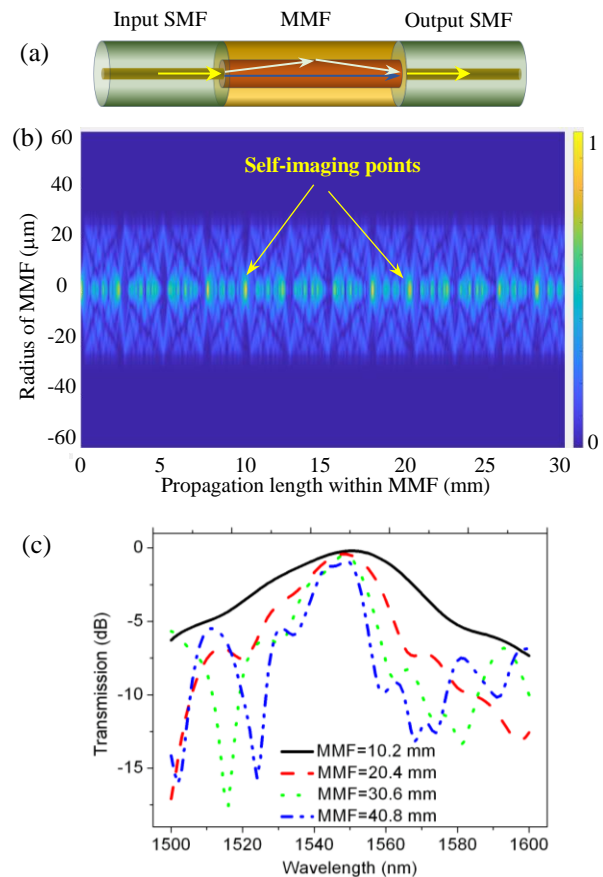 Input SMF MMF Output SMF
(a)
(b)
60
40
20
0
-20
-40
-60
Radius of MMF (µm)
Self-imaging points
1
0
0 5 10 15 20 25 30
Propagation length within MMF (mm)
(c)
0
-5
-10
-15
Transmission (dB)
MMF=10.2 mm
MMF=20.4 mm
MMF=30.6 mm
MMF=40.8 mm
1500 1520 1540 1560 1580 1600
Wavelength (nm)